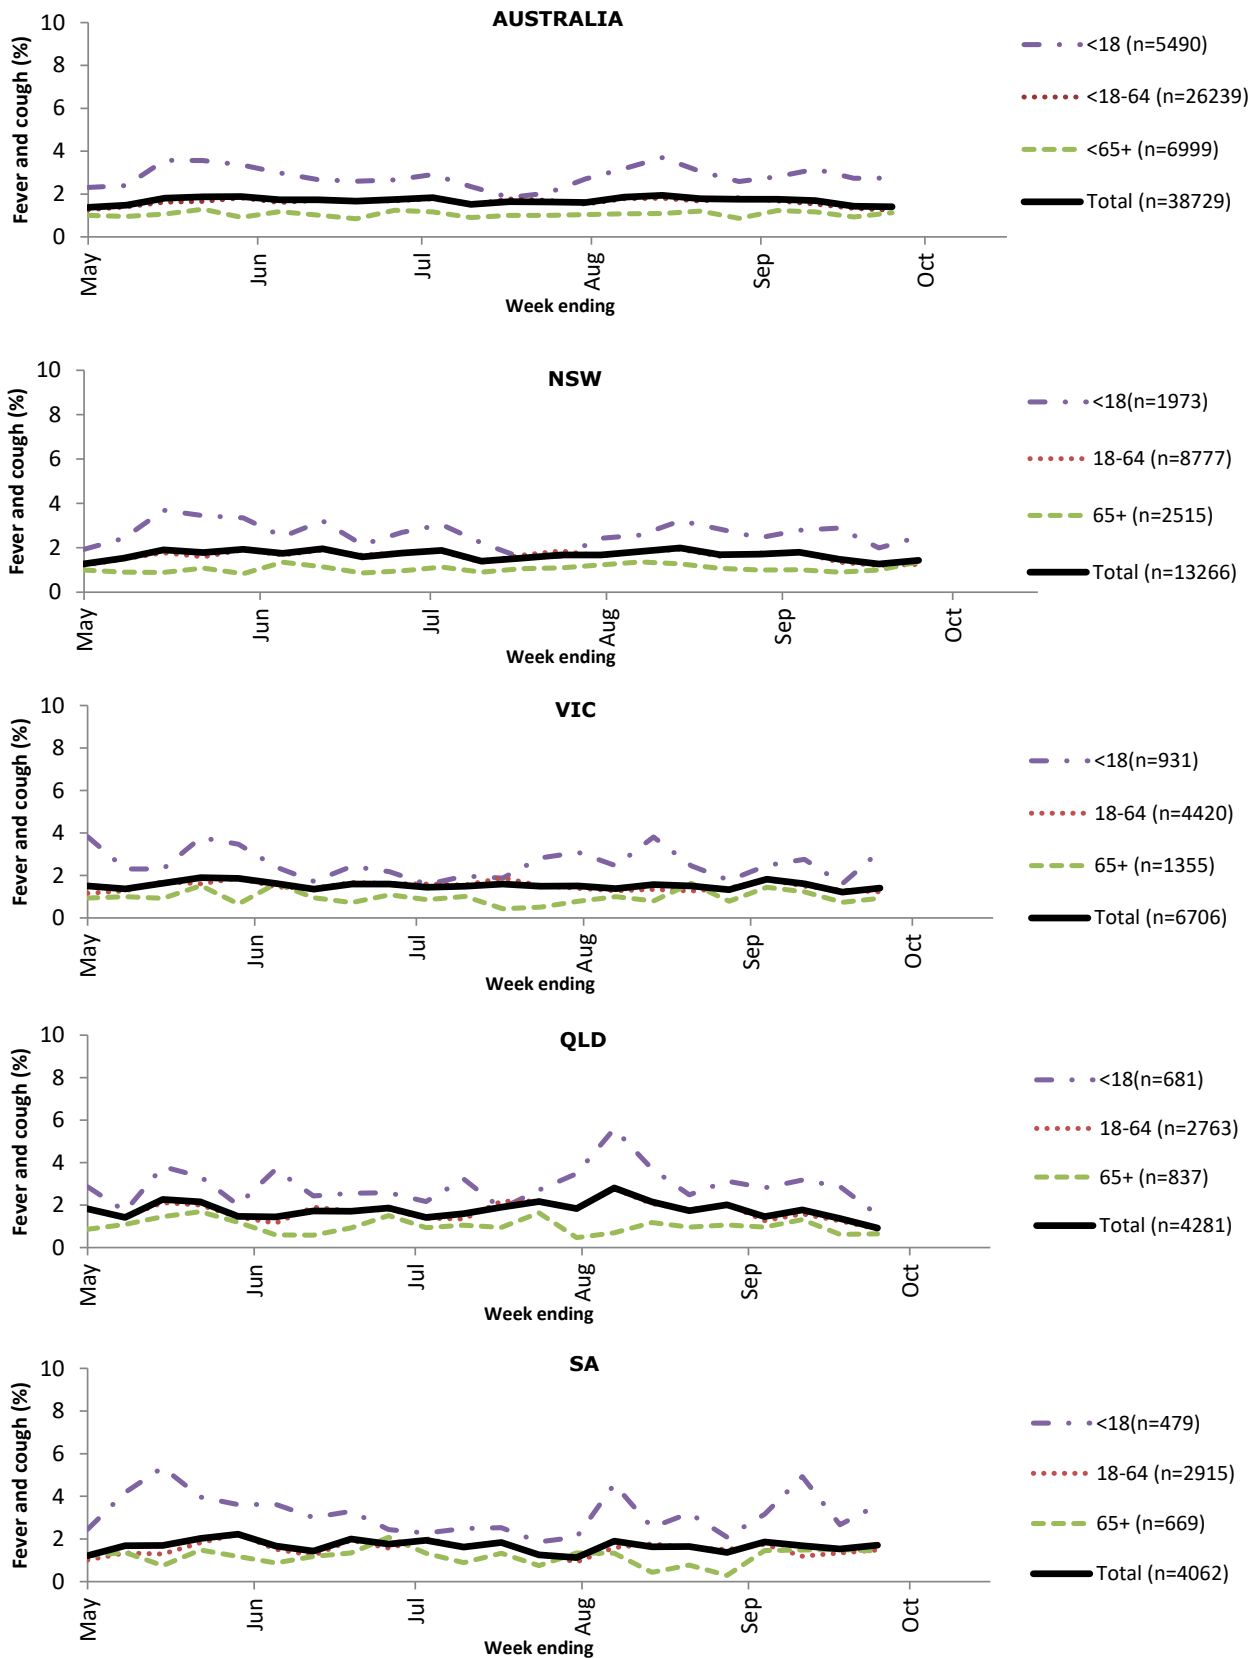 AUSTRALIA
Fever and cough (%)
10
8
6
4
2
0
May
Jun
Jul
Aug
Sep
Oct
Week ending
<18 (n=5490)
<18-64 (n=26239)
<65+ (n=6999)
Total (n=38729)
NSW
Fever and cough (%)
10
8
6
4
2
0
May
Jun
Jul
Aug
Sep
Oct
Week ending
<18(n=1973)
18-64 (n=8777)
65+ (n=2515)
Total (n=13266)
VIC
Fever and cough (%)
10
8
6
4
2
0
May
Jun
Jul
Aug
Sep
Oct
Week ending
<18(n=931)
18-64 (n=4420)
65+ (n=1355)
Total (n=6706)
QLD
Fever and cough (%)
10
8
6
4
2
0
May
Jun
Jul
Aug
Sep
Oct
Week ending
<18(n=681)
18-64 (n=2763)
65+ (n=837)
Total (n=4281)
SA
Fever and cough (%)
10
8
6
4
2
0
May
Jun
Jul
Aug
Sep
Oct
Week ending
<18(n=479)
18-64 (n=2915)
65+ (n=669)
Total (n=4062)